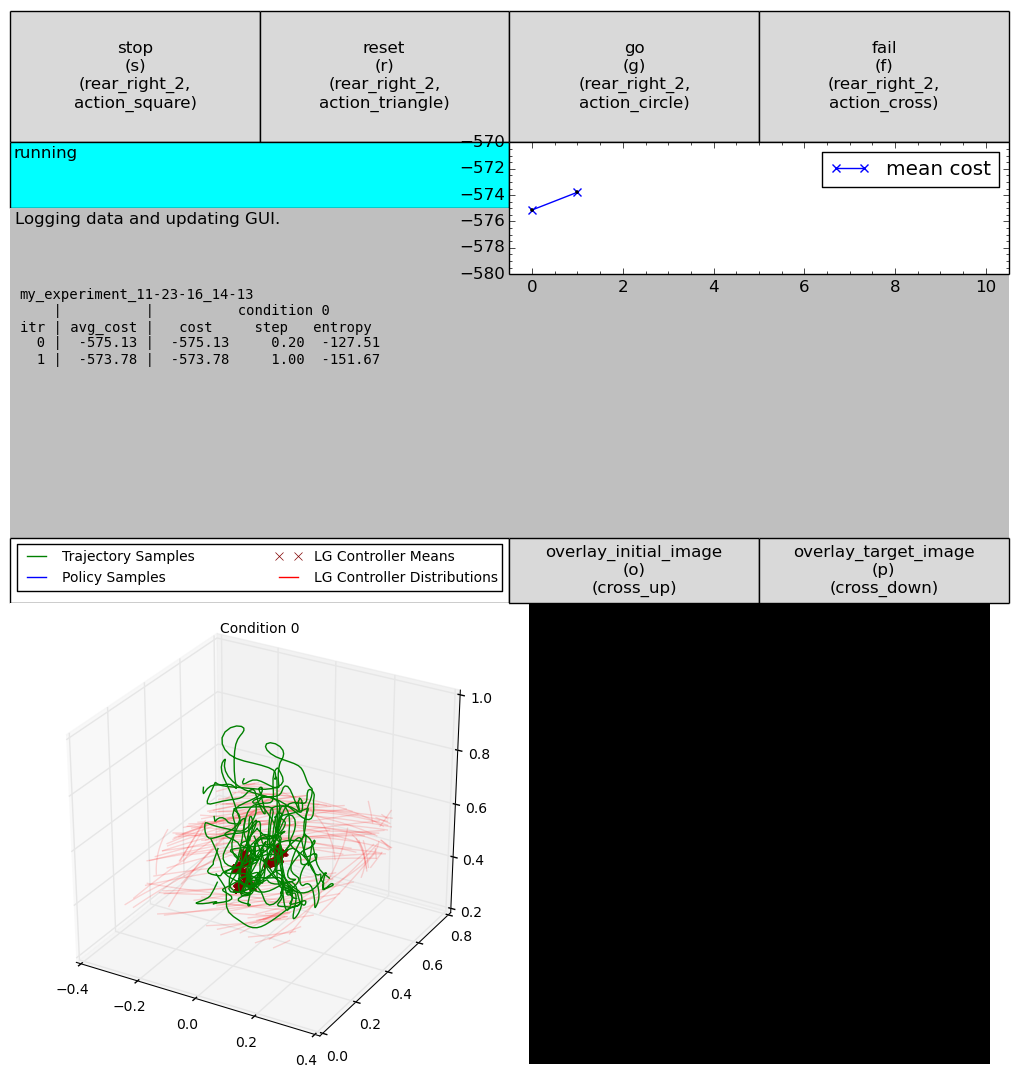 stop
(s)
(rear_right_2,
action_square)
reset
(r)
(rear_right_2,
action_triangle)
go
(g)
(rear_right_2,
action_circle)
fail
(f)
(rear_right_2,
action_cross)
running
−570
−572
−574
−576
−578
−580
mean cost
0 2 4 6 8 10
Logging data and updating GUI.
my_experiment_11-23-16_14-13
| | condition 0
itr | avg_cost | cost step entropy
0 | -575.13 | -575.13 0.20 -127.51
1 | -573.78 | -573.78 1.00 -151.67
Trajectory Samples
Policy Samples
LG Controller Means
LG Controller Distributions
overlay_initial_image
(o)
(cross_up)
overlay_target_image
(p)
(cross_down)
Condition 0
1.0
0.8
0.6
0.4
0.2
0.8
0.6
0.4
0.2
0.0
−0.4
−0.2
0.0
0.2
0.4